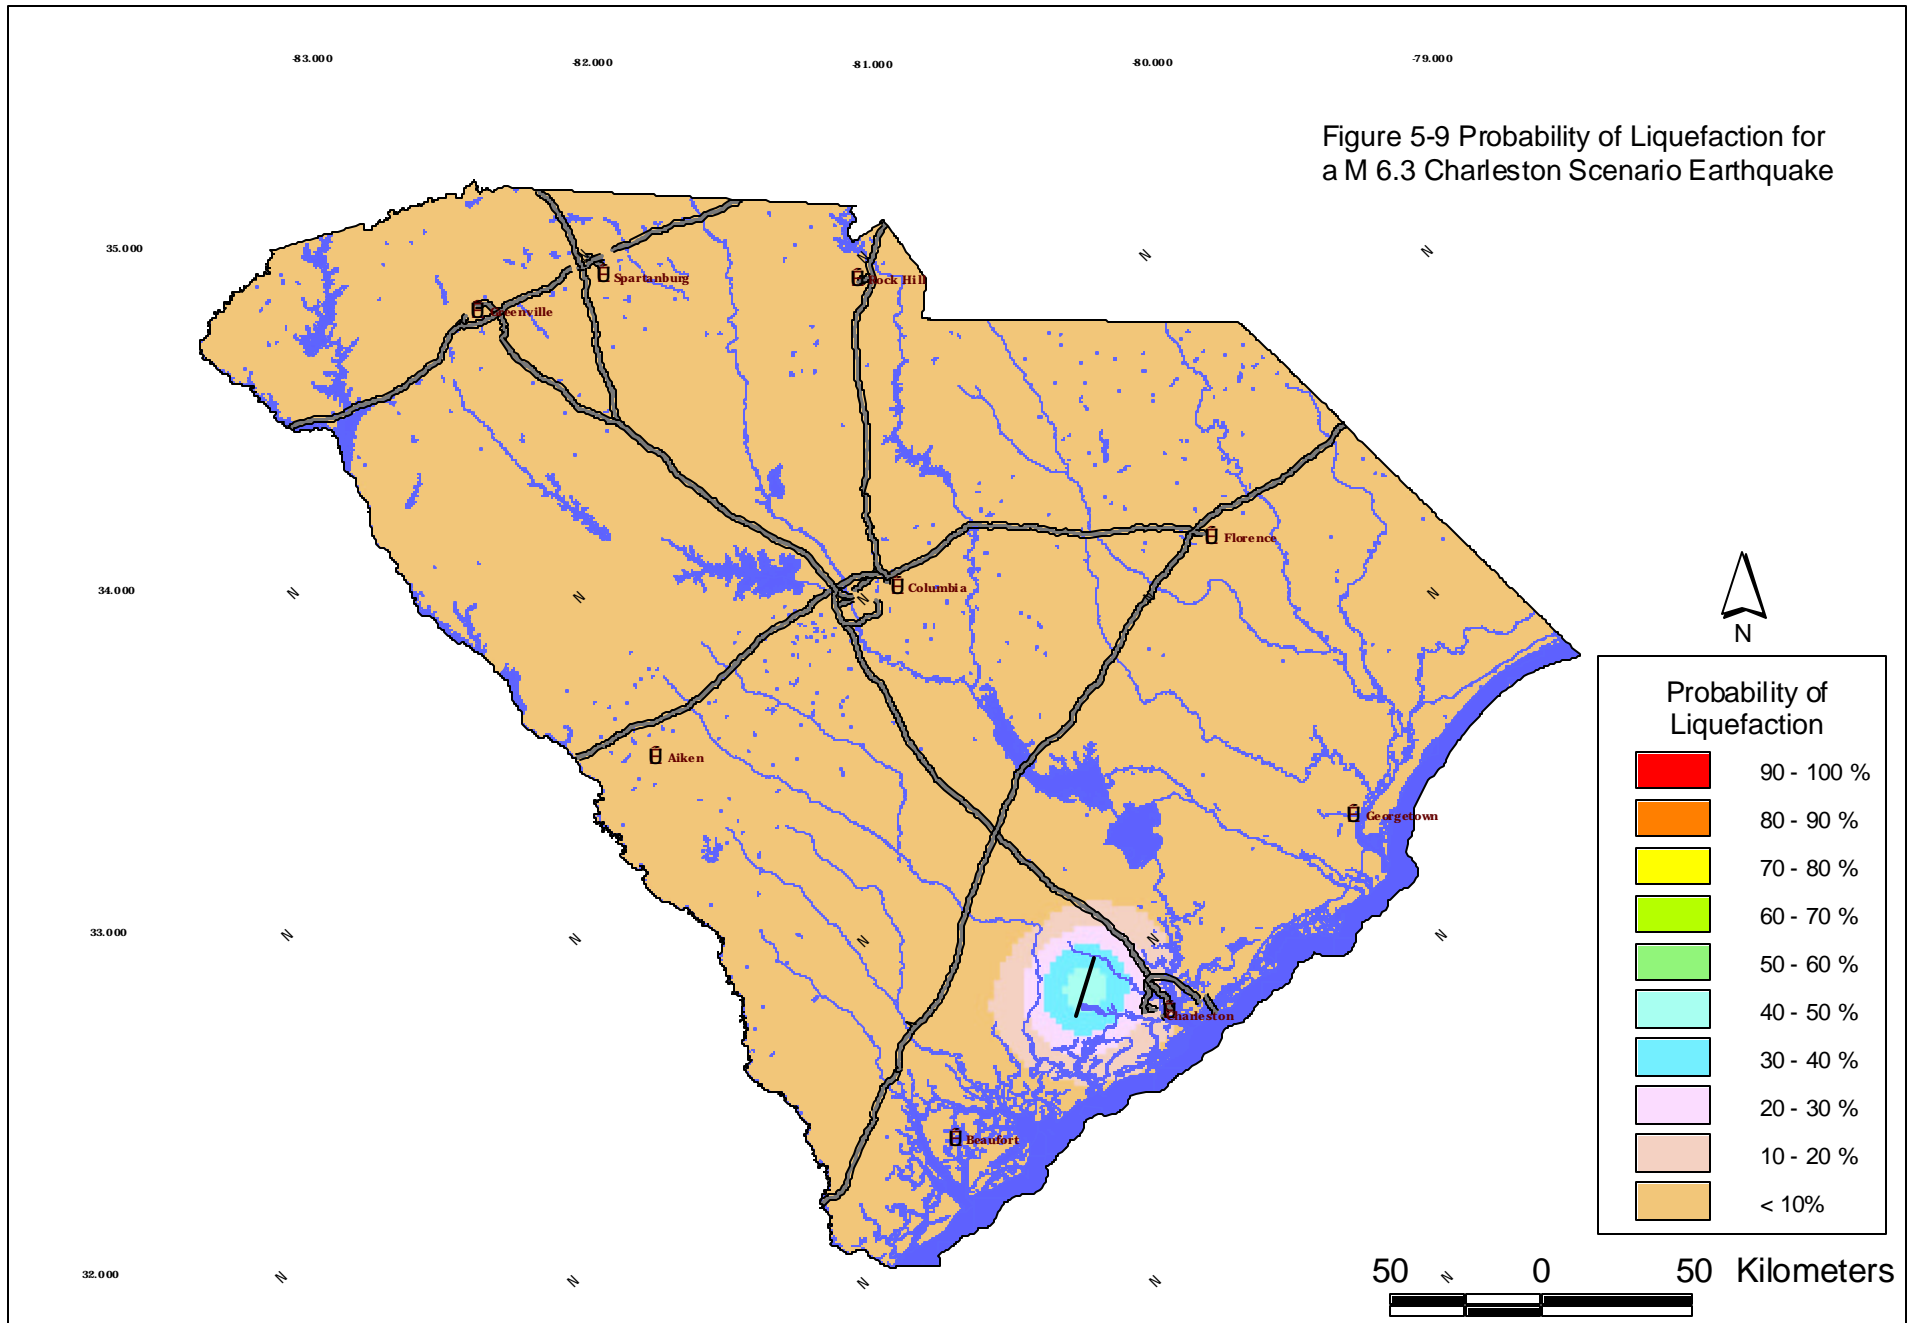 -83.000
-82.000
-81.000
-80.000
-79.000
Figure 5-9 Probability of Liquefaction for
a M 6.3 Charleston Scenario Earthquake
35.000
N
N
N
Spartanburg
Rock Hill
Greenville
Florence
34.000
N
N
N
N
N
Columbia
N
Probability of
Liquefaction
90 - 100 %
80 - 90 %
70 - 80 %
60 - 70 %
50 - 60 %
40 - 50 %
30 - 40 %
20 - 30 %
10 - 20 %
< 10%
Aiken
Georgetown
33.000
N
N
N
N
N
Charleston
Beaufort
32.000
N
N
N
N
N
50 0 50 Kilometers